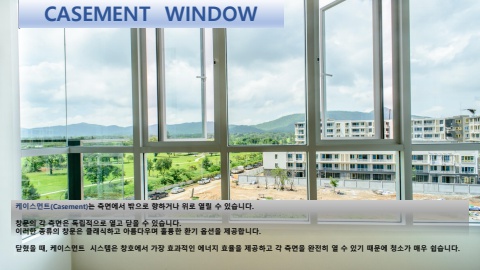 CASEMENT WINDOW
케이스먼트(Casement)는 측면에서 밖으로 향하거나 위로 열릴 수 있습니다.
창문의 각 측면은 독립적으로 열고 닫을 수 있습니다.
이러한 종류의 창문은 클래식하고 아름다우며 훌륭한 환기 옵션을 제공합니다.
닫혔을 때, 케이스먼트 시스템은 창호에서 가장 효과적인 에너지 효율을 제공하고 각 측면을 완전히 열 수 있기 때문에 청소가 매우 쉽습니다.